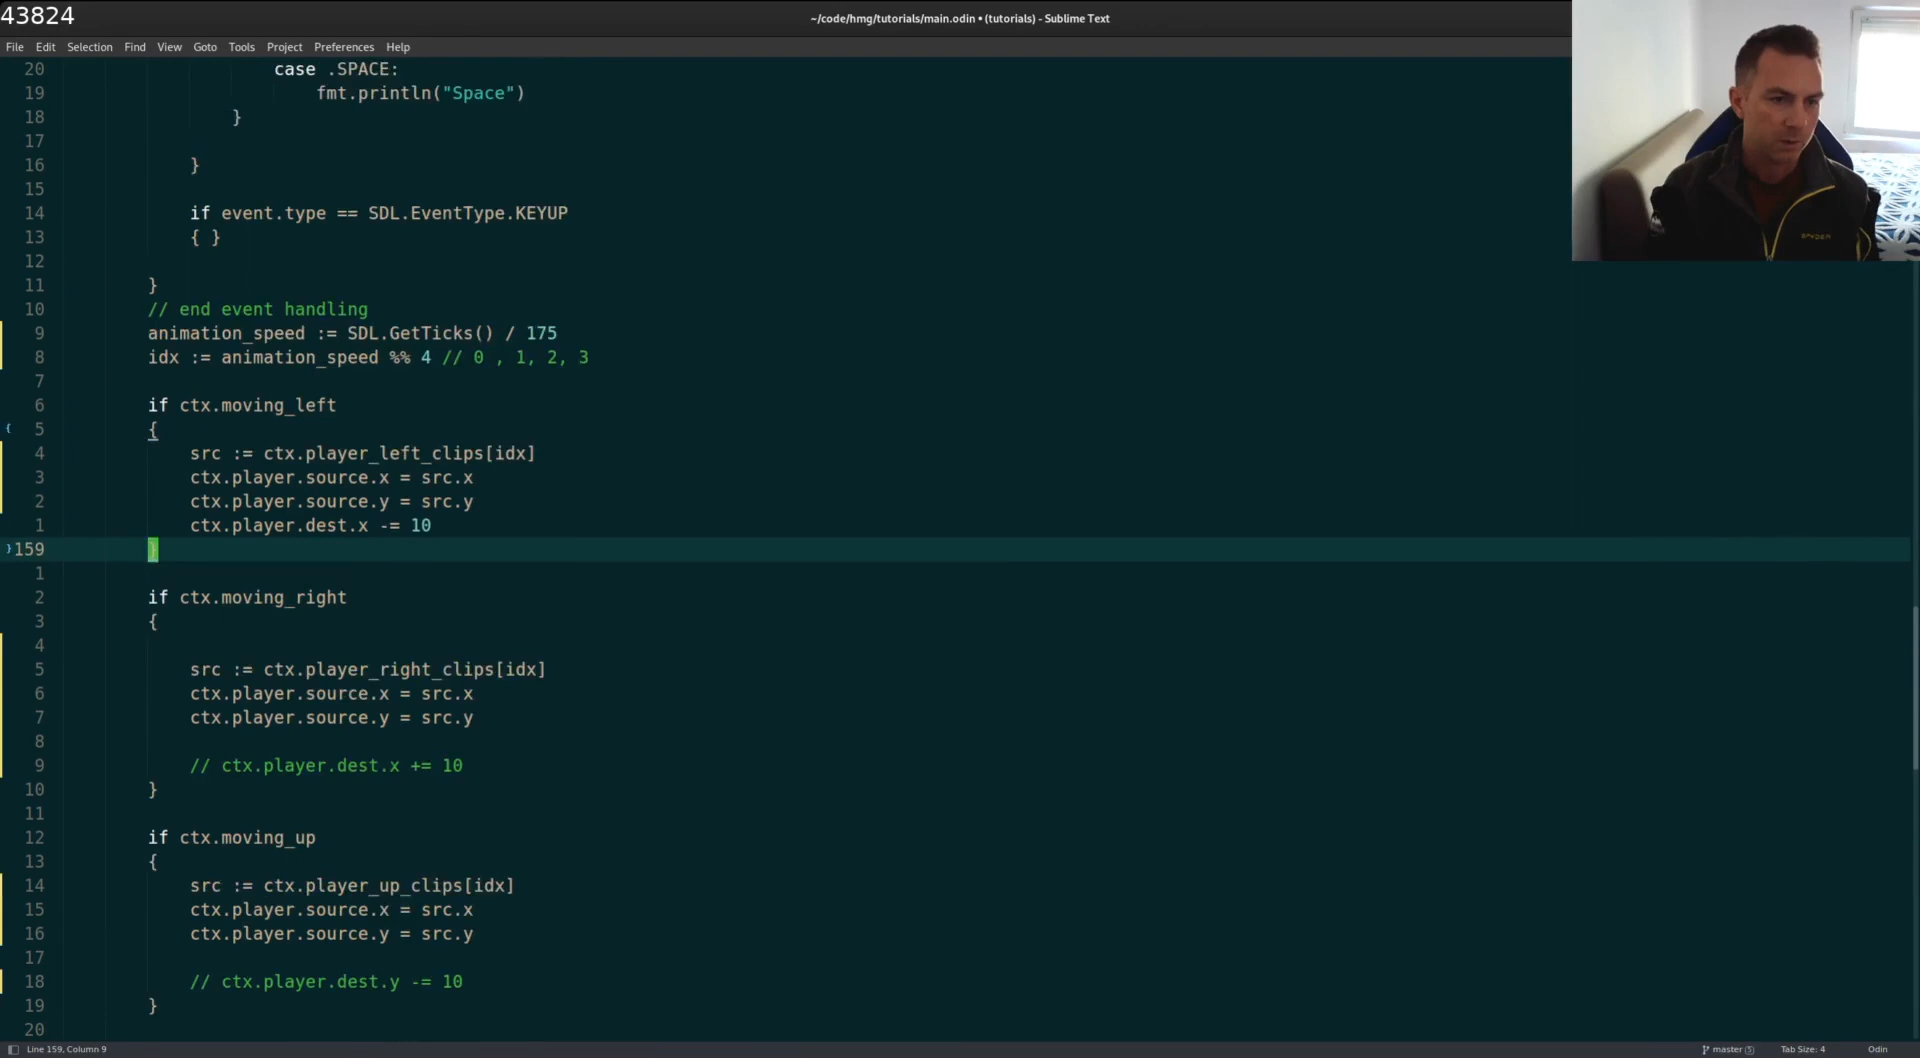 43824
~/code/hmg/tutorials/main.odin • (tutorials) - Sublime Text
File Edit Selection Find View Goto Tools Project Preferences Help
20 case .SPACE:
19 fmt.println("Space")
18 }
17
16 }
15
14 if event.type == SDL.EventType.KEYUP
13 { }
12
11 }
10 // end event handling
9 animation_speed := SDL.GetTicks() / 175
8 idx := animation_speed %% 4 // 0 , 1, 2, 3
7
6 if ctx.moving_left
{ 5 {
4 src := ctx.player_left_clips[idx]
3 ctx.player.source.x = src.x
2 ctx.player.source.y = src.y
1 ctx.player.dest.x -= 10
} 159 }
1
2 if ctx.moving_right
3 {
4
5 src := ctx.player_right_clips[idx]
6 ctx.player.source.x = src.x
7 ctx.player.source.y = src.y
8
9 // ctx.player.dest.x += 10
10 }
11
12 if ctx.moving_up
13 {
14 src := ctx.player_up_clips[idx]
15 ctx.player.source.x = src.x
16 ctx.player.source.y = src.y
17
18 // ctx.player.dest.y -= 10
19 }
20
Line 159, Column 9 master 5 Tab Size: 4 Odin
SPYDER